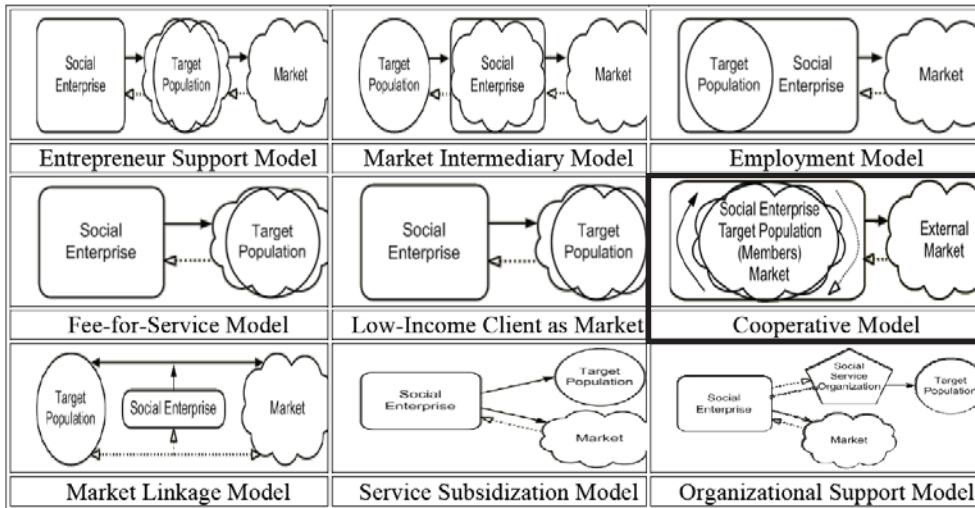 Social
Enterprise
Target
Population
Market
Entrepreneur Support Model
Target
Population
Social
Enterprise
Market
Market Intermediary Model
Target
Population
Social
Enterprise
Market
Employment Model
Social
Enterprise
Target
Population
Fee-for-Service Model
Social
Enterprise
Target
Population
Low-Income Client as Market
Social Enterprise
Target Population
(Members)
Market
External
Market
Cooperative Model
Target
Population
Social Enterprise
Market
Market Linkage Model
Social
Enterprise
Target
Population
Market
Service Subsidization Model
Social
Enterprise
Social
Service
Organization
Target
Population
Market
Organizational Support Model